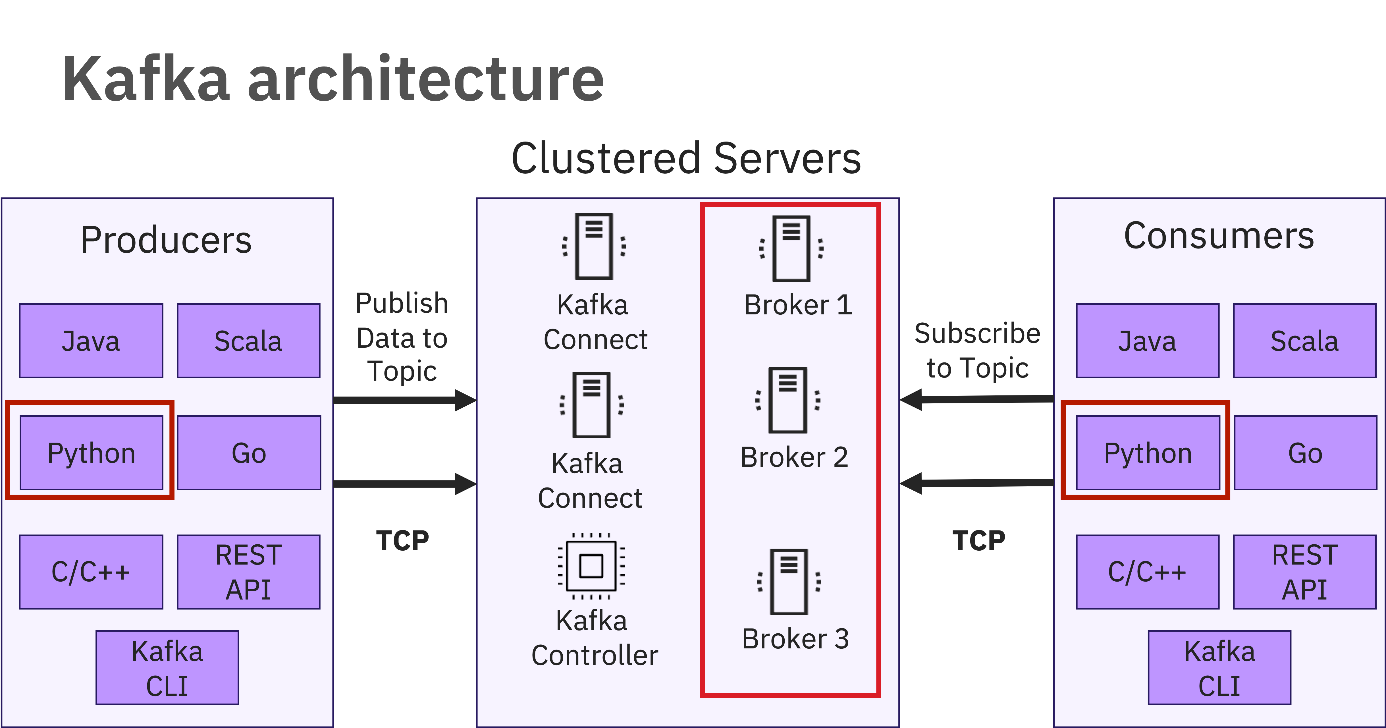 Kafka architecture
Clustered Servers
Producers
Java
Scala
Python
Go
C/C++
REST
API
Kafka
CLI
Publish
Data to
Topic
TCP
Kafka
Connect
Kafka
Connect
Kafka
Controller
Broker 1
Broker 2
Broker 3
Subscribe
to Topic
TCP
Consumers
Java
Scala
Python
Go
C/C++
REST
API
Kafka
CLI